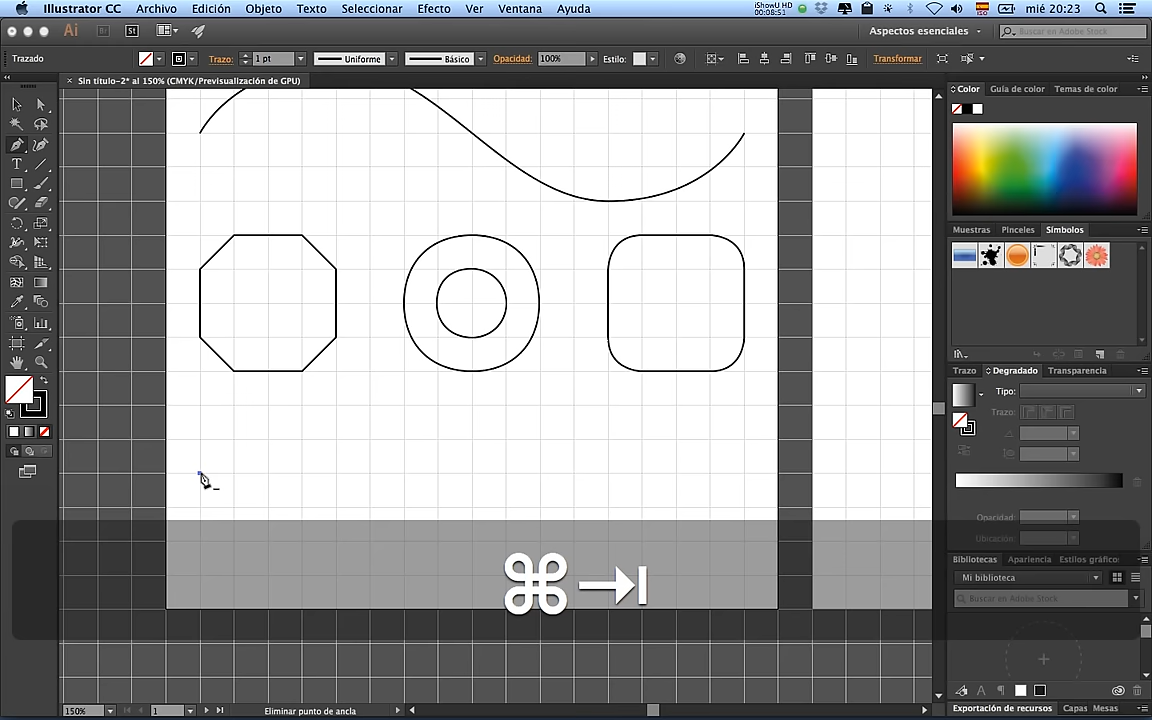 Illustrator CC Archivo Edición Objeto Texto Seleccionar Efecto Ver Ventana Ayuda iShowU HD 00:08:51 mié 20:23
Ai Br St Aspectos esenciales Buscar en Adobe Stock
Trazado Trazo: 1 pt Uniforme Básico Opacidad: 100% Estilo: Transformar
× Sin título-2* al 150% (CMYK/Previsualización de GPU)
Color Guía de color Temas de color
Muestras Pinceles Símbolos
Trazo Degradado Transparencia
Tipo:
Trazo:
Opacidad:
Ubicación:
Bibliotecas Apariencia Estilos gráfico
Mi biblioteca
Buscar en Adobe Stock
⌘ ⇥
150% 1 Eliminar punto de ancla
Exportación de recursos Capas Mesas